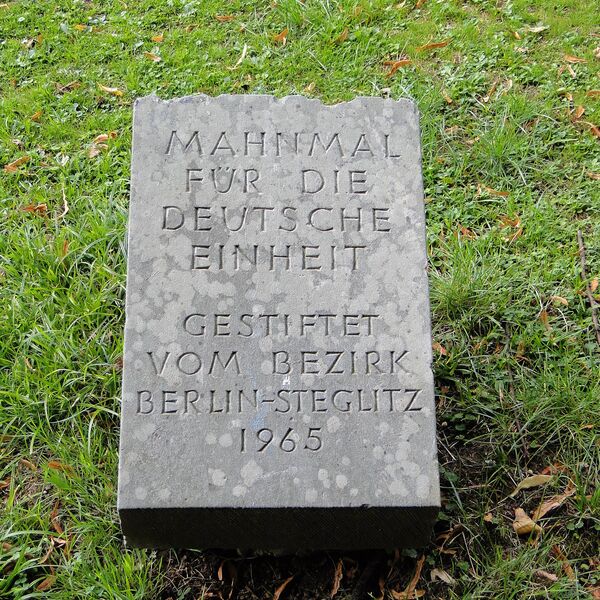 MAHNMAL
FÜR DIE
DEUTSCHE
EINHEIT
GESTIFTET
VOM BEZIRK
BERLIN-STEGLITZ
1965